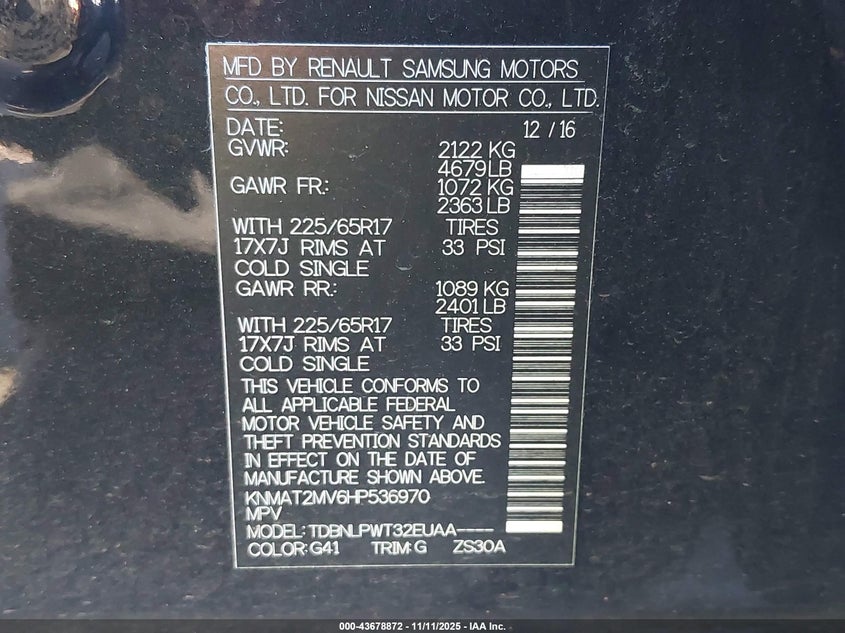 MFD BY RENAULT SAMSUNG MOTORS
CO., LTD. FOR NISSAN MOTOR CO., LTD.
DATE: 12 / 16
GVWR: 2122 KG
4679 LB
GAWR FR: 1072 KG
2363 LB
WITH 225/65R17 TIRES
17X7J RIMS AT 33 PSI
COLD SINGLE
GAWR RR: 1089 KG
2401 LB
WITH 225/65R17 TIRES
17X7J RIMS AT 33 PSI
COLD SINGLE
THIS VEHICLE CONFORMS TO
ALL APPLICABLE FEDERAL
MOTOR VEHICLE SAFETY AND
THEFT PREVENTION STANDARDS
IN EFFECT ON THE DATE OF
MANUFACTURE SHOWN ABOVE.
KNMAT2MV6HP536970
MPV
MODEL: TDBNLPWT32EUAA----
COLOR: G41 TRIM: G ZS30A
000-43678872 - 11/11/2025 - IAA Inc.